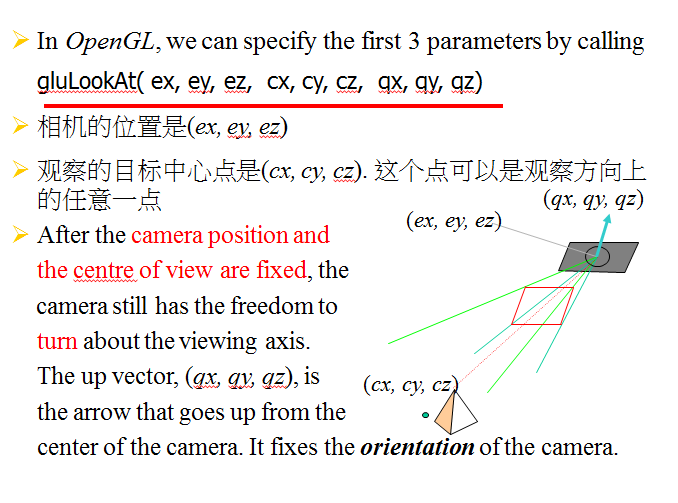 In OpenGL, we can specify the first 3 parameters by calling
gluLookAt( ex, ey, ez, cx, cy, cz, qx, qy, qz)
相机的位置是(ex, ey, ez)
观察的目标中心点是(cx, cy, cz). 这个点可以是观察方向上
的任意一点
(qx, qy, qz)
(ex, ey, ez)
After the camera position and
the centre of view are fixed, the
camera still has the freedom to
turn about the viewing axis.
The up vector, (qx, qy, qz), is
(cx, cy, cz)
the arrow that goes up from the
center of the camera. It fixes the orientation of the camera.